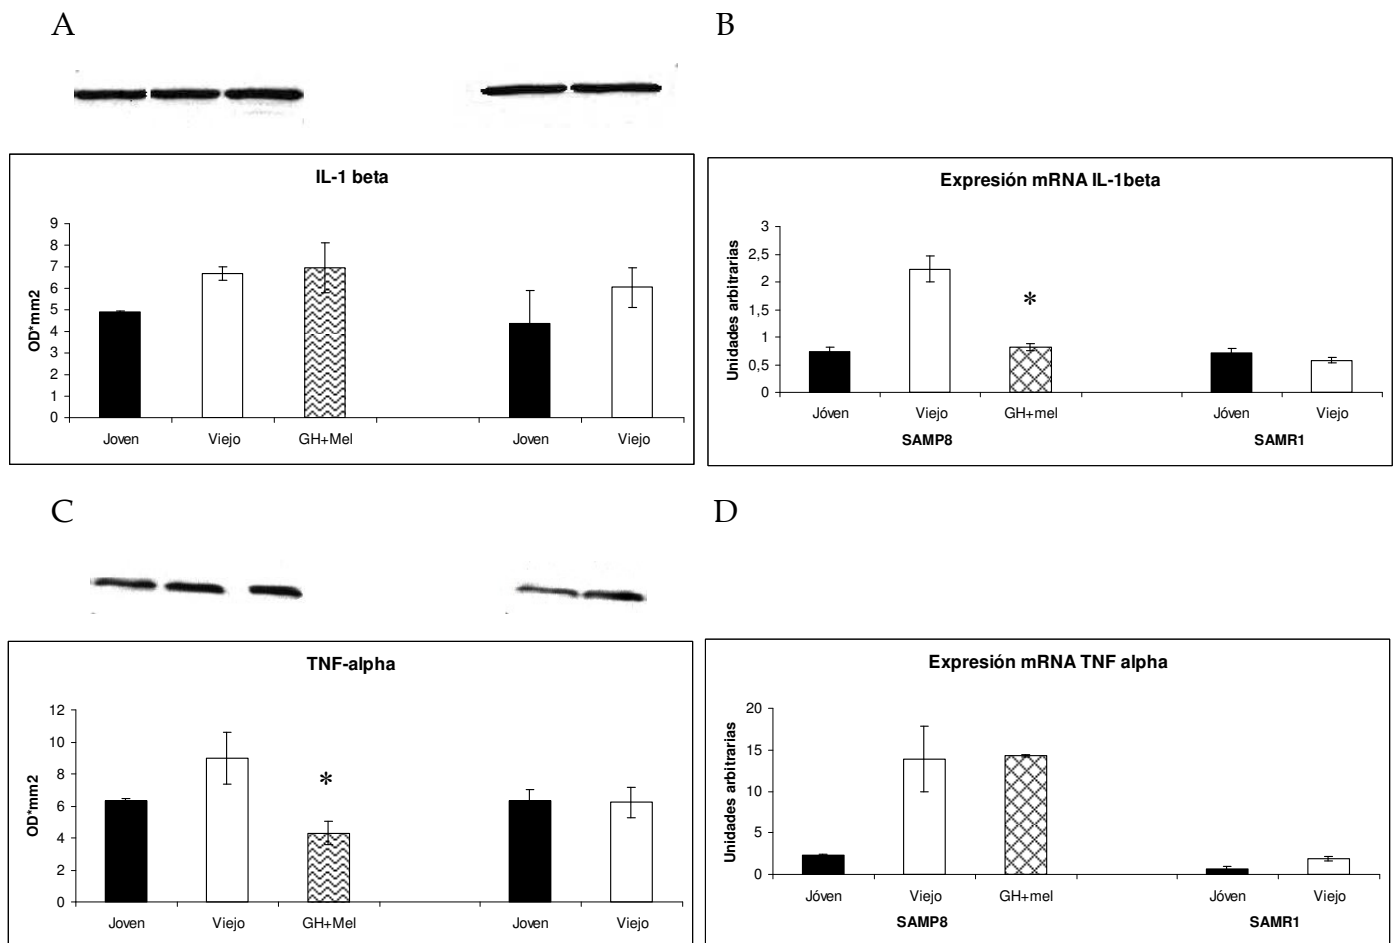 A
B
IL-1 beta
OD*mm2
9
8
7
6
5
4
3
2
1
0
Joven Viejo GH+Mel Joven Viejo
Expresión mRNA IL-1beta
Unidades arbitrarias
3
2,5
2
1,5
1
0,5
0
*
Jóven Viejo GH+mel Jóven Viejo
SAMP8 SAMR1
C
D
TNF-alpha
OD*mm2
12
10
8
6
4
2
0
*
Joven Viejo GH+Mel Joven Viejo
Expresión mRNA TNF alpha
Unidades arbitrarias
20
15
10
5
0
Jóven Viejo GH+mel Jóven Viejo
SAMP8 SAMR1